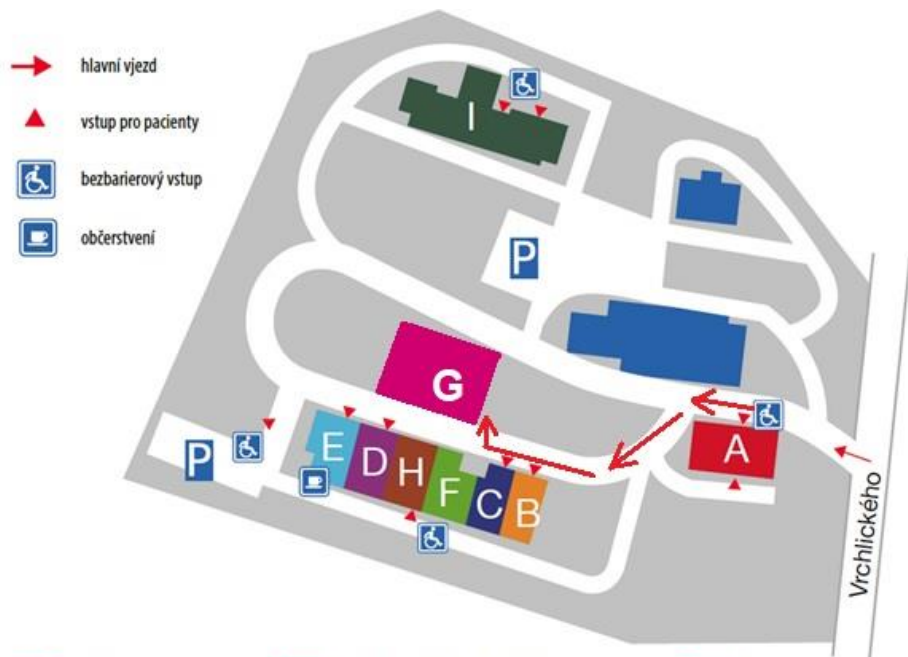 hlavní vjezd
vstup pro pacienty
bezbarierový vstup
občerstvení
I
P
G
A
P
E
D
H
F
C
B
Vrchlického